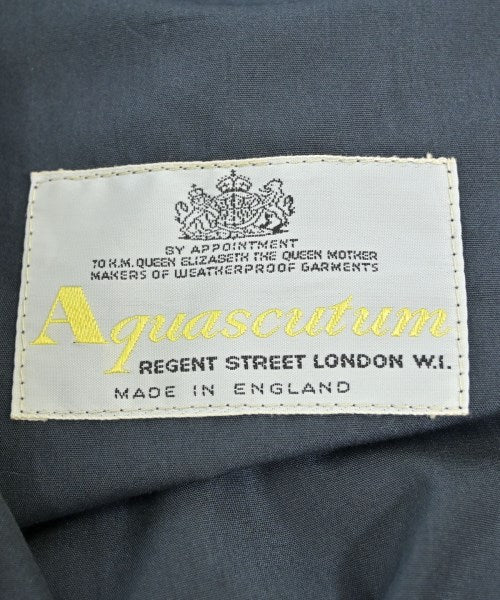 BY APPOINTMENT
TO H.M. QUEEN ELIZABETH THE QUEEN MOTHER
MAKERS OF WEATHERPROOF GARMENTS
Aquascutum
REGENT STREET LONDON W.I.
MADE IN ENGLAND